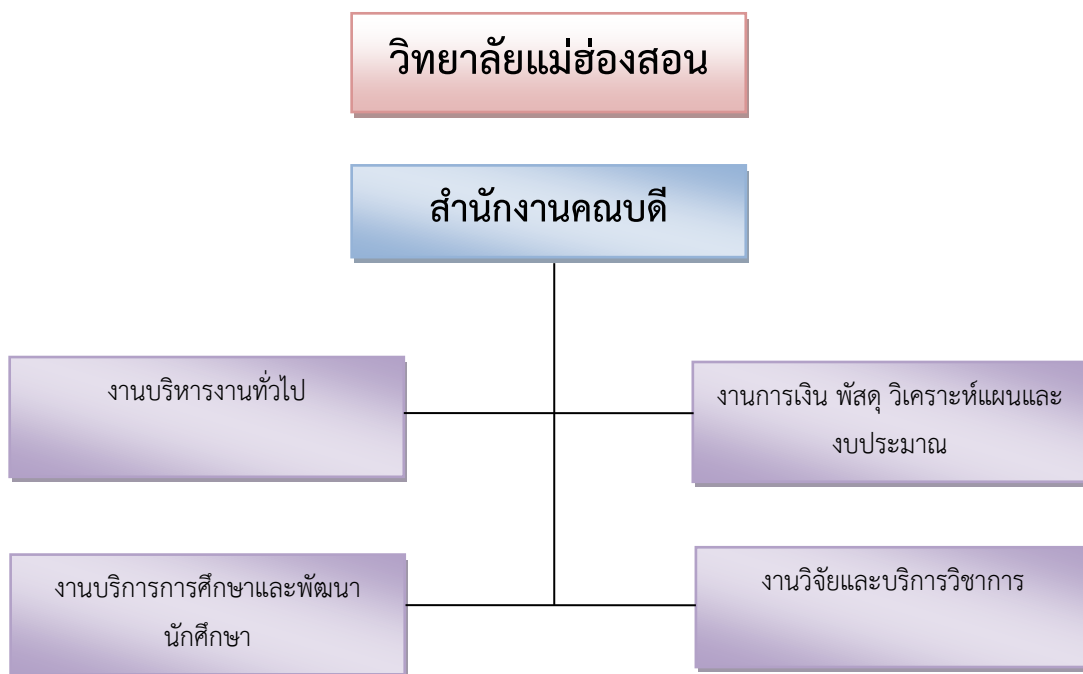 วิทยาลัยแม่ฮ่องสอน
สำนักงานคณบดี
งานบริหารงานทั่วไป
งานการเงิน พัสดุ วิเคราะห์แผนและ
งบประมาณ
งานบริการการศึกษาและพัฒนา
นักศึกษา
งานวิจัยและบริการวิชาการ